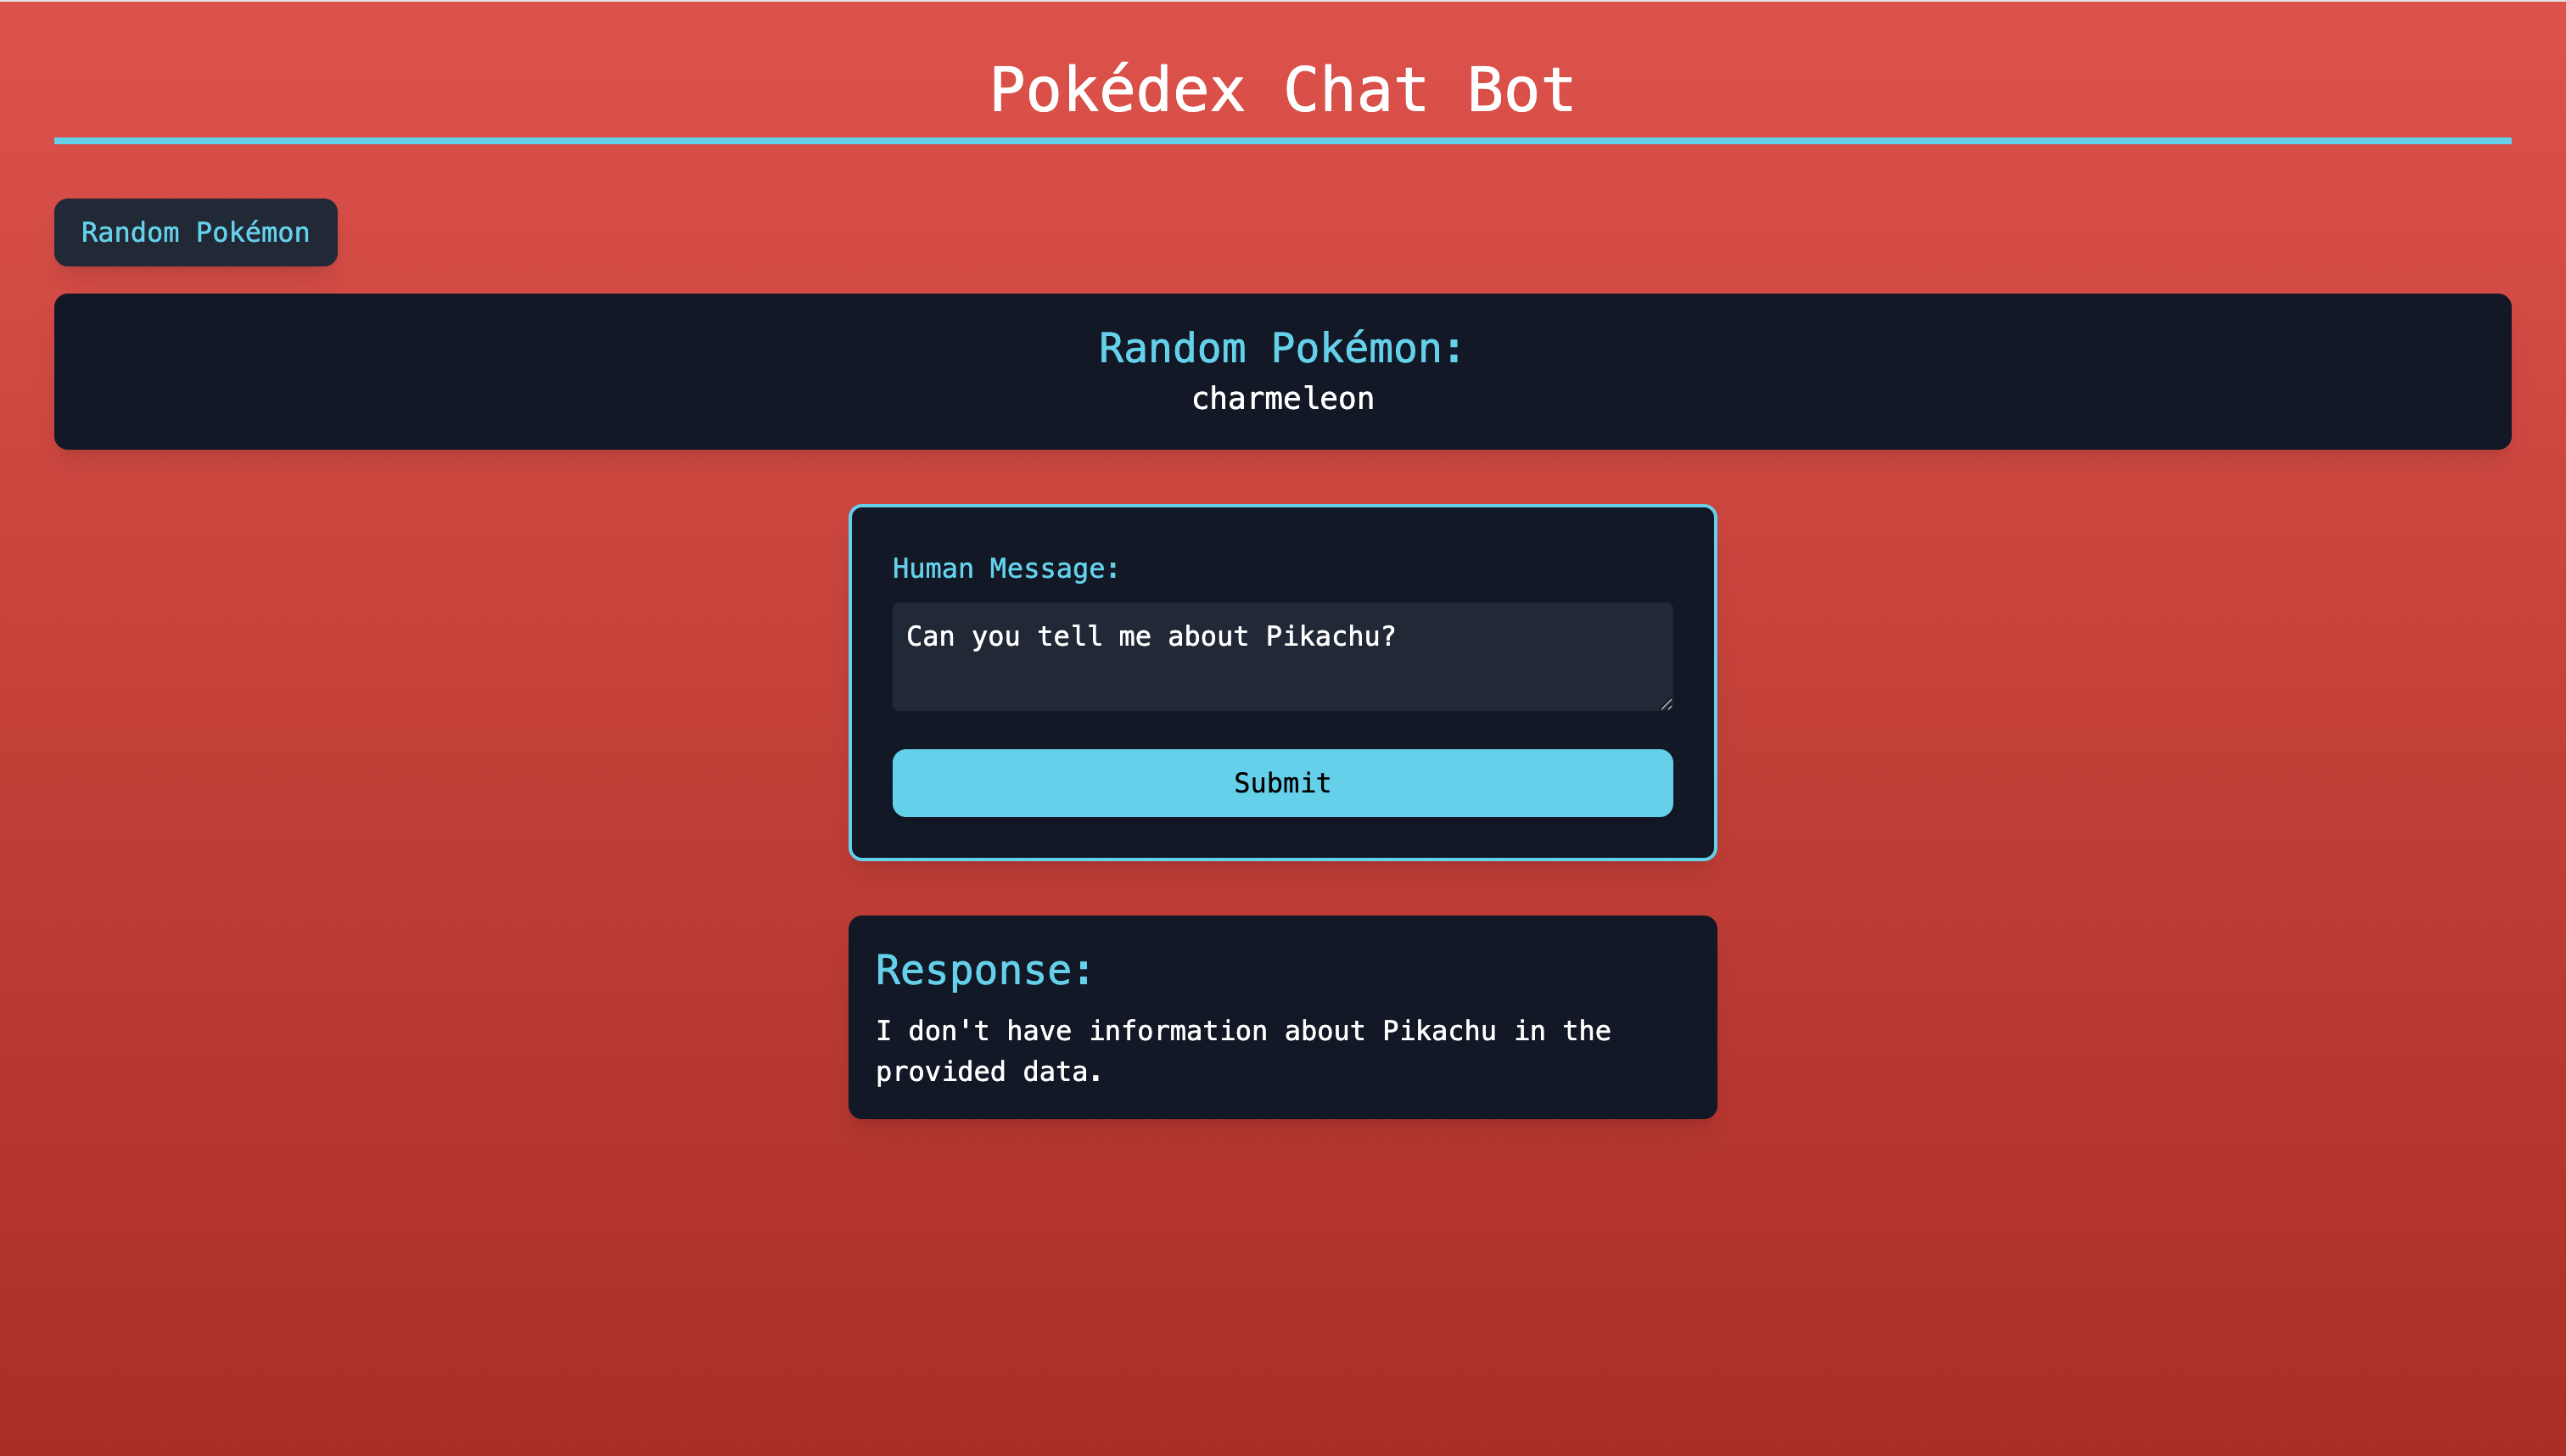 Pokédex Chat Bot
Random Pokémon
Random Pokémon:
charmeleon
Human Message:
Can you tell me about Pikachu?
Submit
Response:
I don't have information about Pikachu in the
provided data.